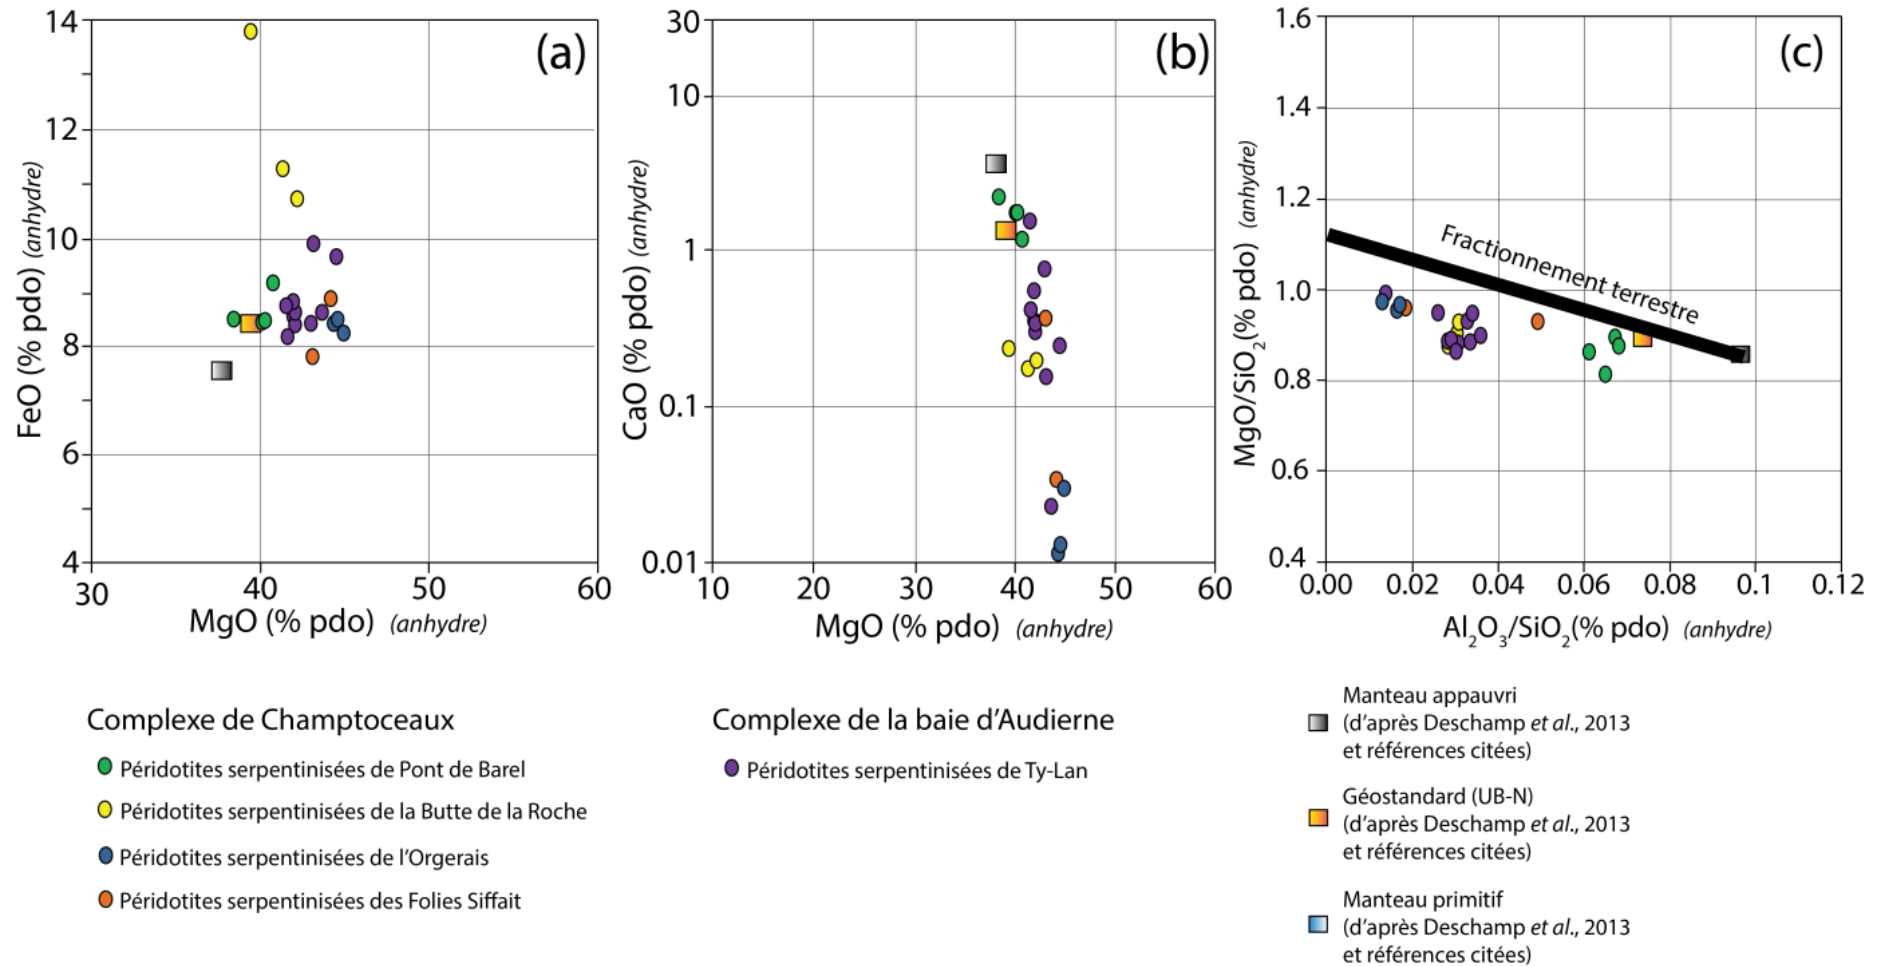 (a)
14
12
10
8
6
4
30
40
50
60
FeO (% pdo) (anhydre)
MgO (% pdo) (anhydre)
(b)
30
10
1
0.1
0.01
10
20
30
40
50
60
CaO (% pdo) (anhydre)
MgO (% pdo) (anhydre)
(c)
1.6
1.4
1.2
1.0
0.8
0.6
0.4
0.00
0.02
0.04
0.06
0.08
0.1
0.12
Fractionnement terrestre
MgO/SiO2(% pdo) (anhydre)
Al2O3/SiO2(% pdo) (anhydre)
Complexe de Champtoceaux
Péridotites serpentinisées de Pont de Barel
Péridotites serpentinisées de la Butte de la Roche
Péridotites serpentinisées de l'Orgerais
Péridotites serpentinisées des Folies Siffait
Complexe de la baie d'Audierne
Péridotites serpentinisées de Ty-Lan
Manteau appauvri
(d'après Deschamp et al., 2013
et références citées)
Géostandard (UB-N)
(d'après Deschamp et al., 2013
et références citées)
Manteau primitif
(d'après Deschamp et al., 2013
et références citées)